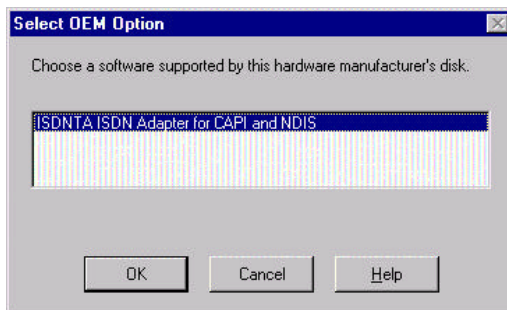 Select OEM Option
Choose a software supported by this hardware manufacturer's disk.
ISDNTA ISDN Adapter for CAPI and NDIS
OK
Cancel
Help